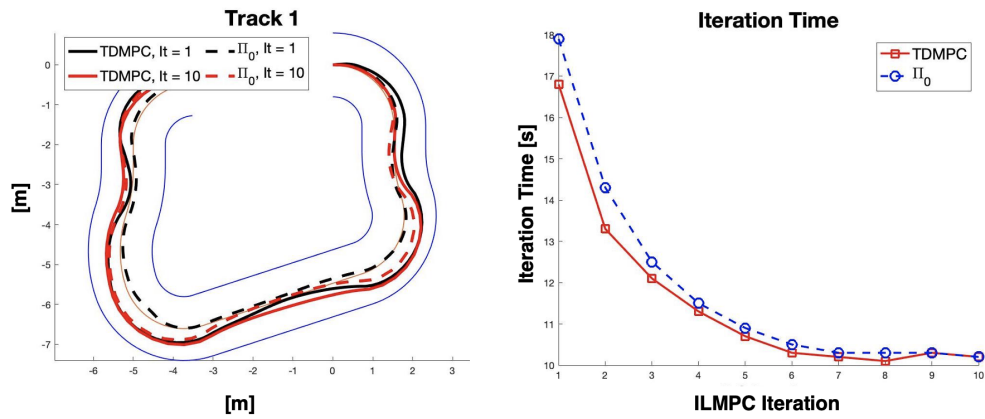 Track 1
TDMPC, It = 1
Π₀, It = 1
TDMPC, It = 10
Π₀, It = 10
0
-1
-2
-3
-4
-5
-6
-7
[m]
-6 -5 -4 -3 -2 -1 0 1 2 3
[m]
Iteration Time
TDMPC
Π₀
18
17
16
15
14
13
12
11
10
Iteration Time [s]
1 2 3 4 5 6 7 8 9 10
ILMPC Iteration